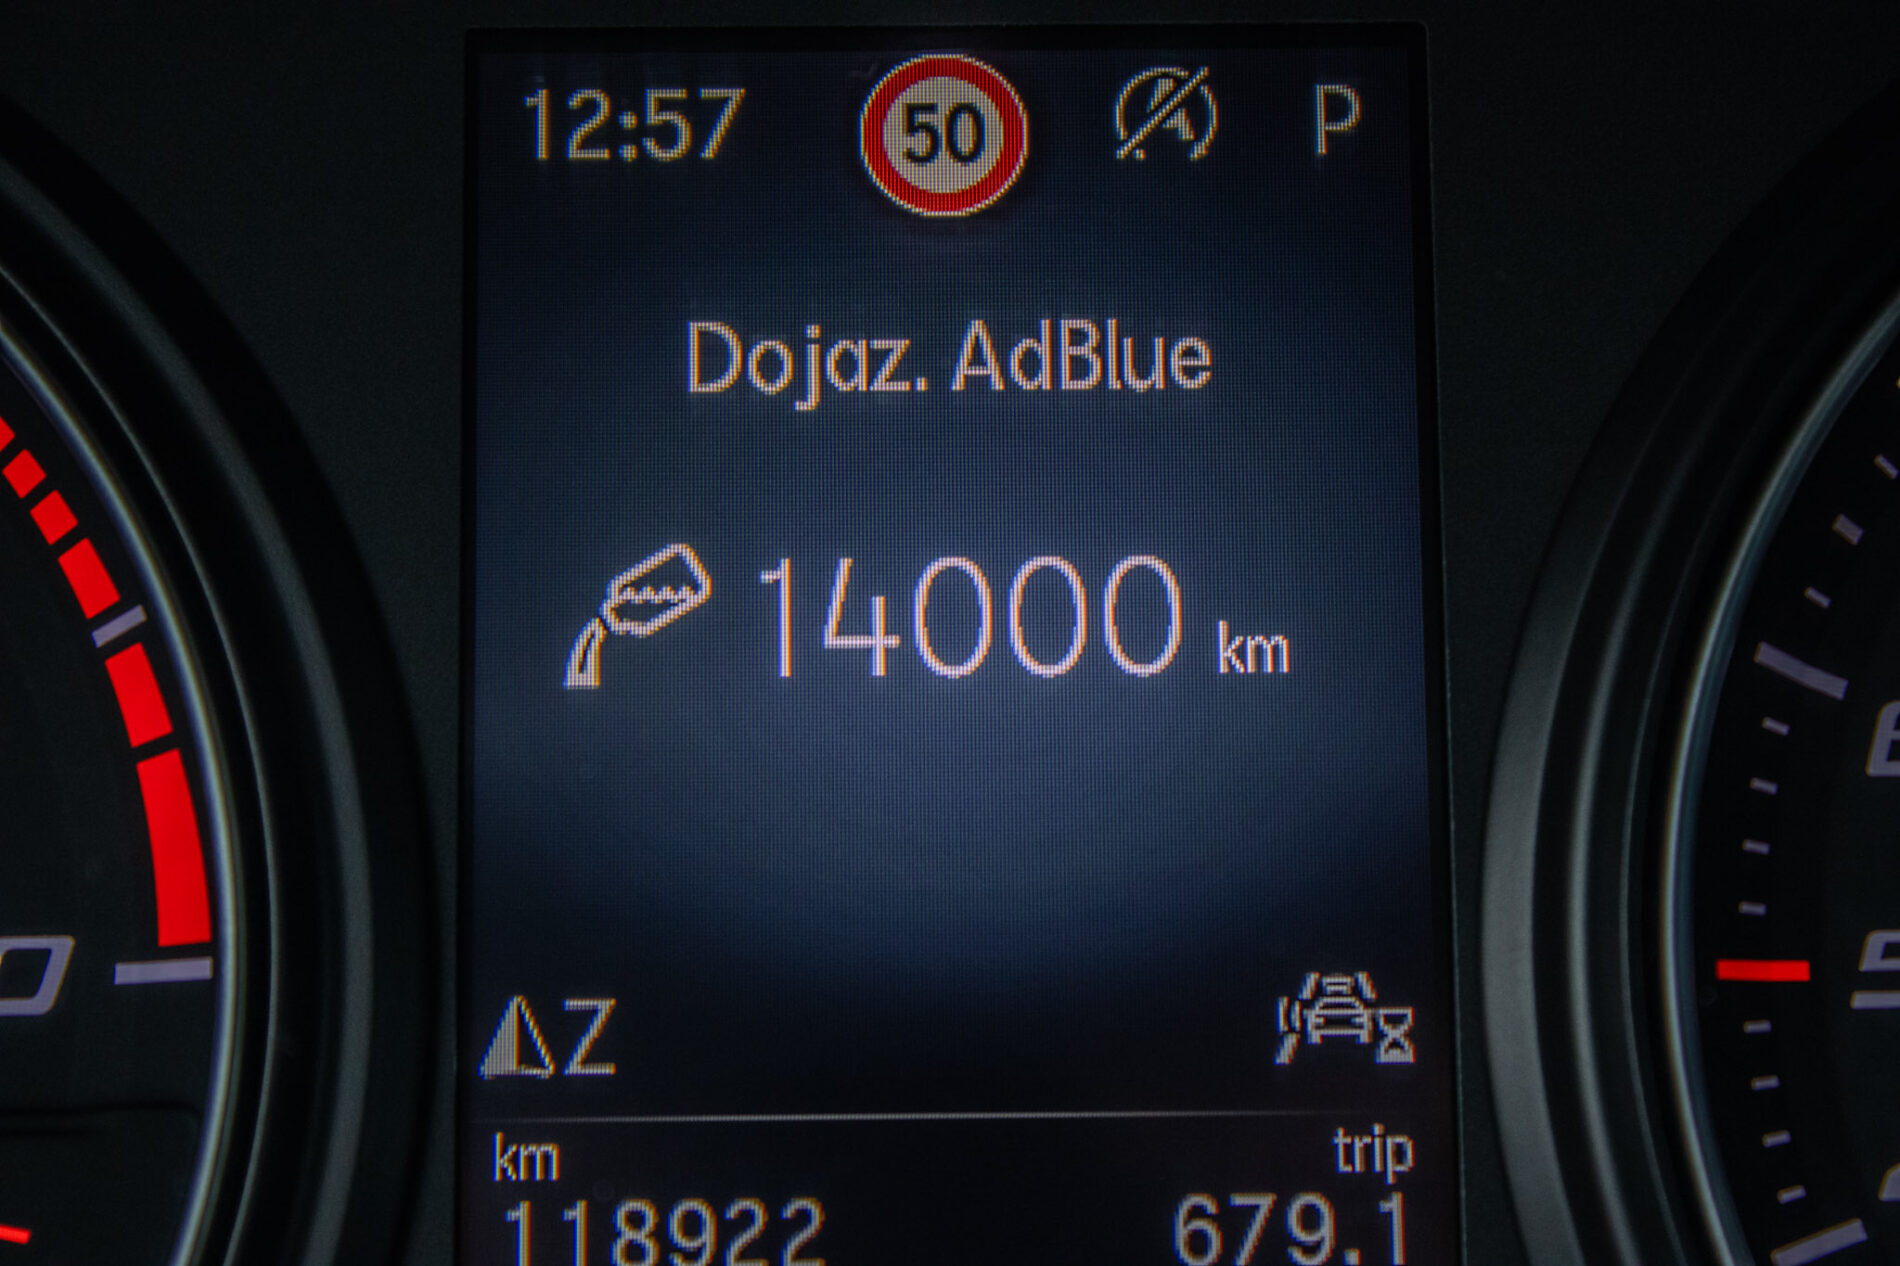 12:57 50 P
Dojaz. AdBlue
14000 km
Z
km trip
118922 679.1